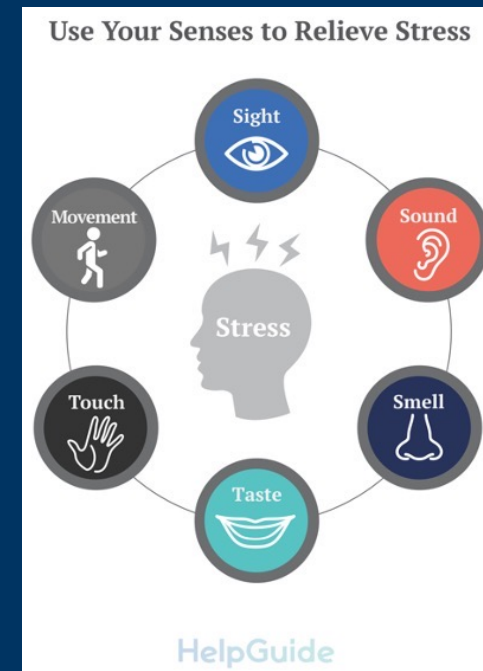 Use Your Senses to Relieve Stress
Sight
Sound
Smell
Taste
Touch
Movement
Stress
HelpGuide